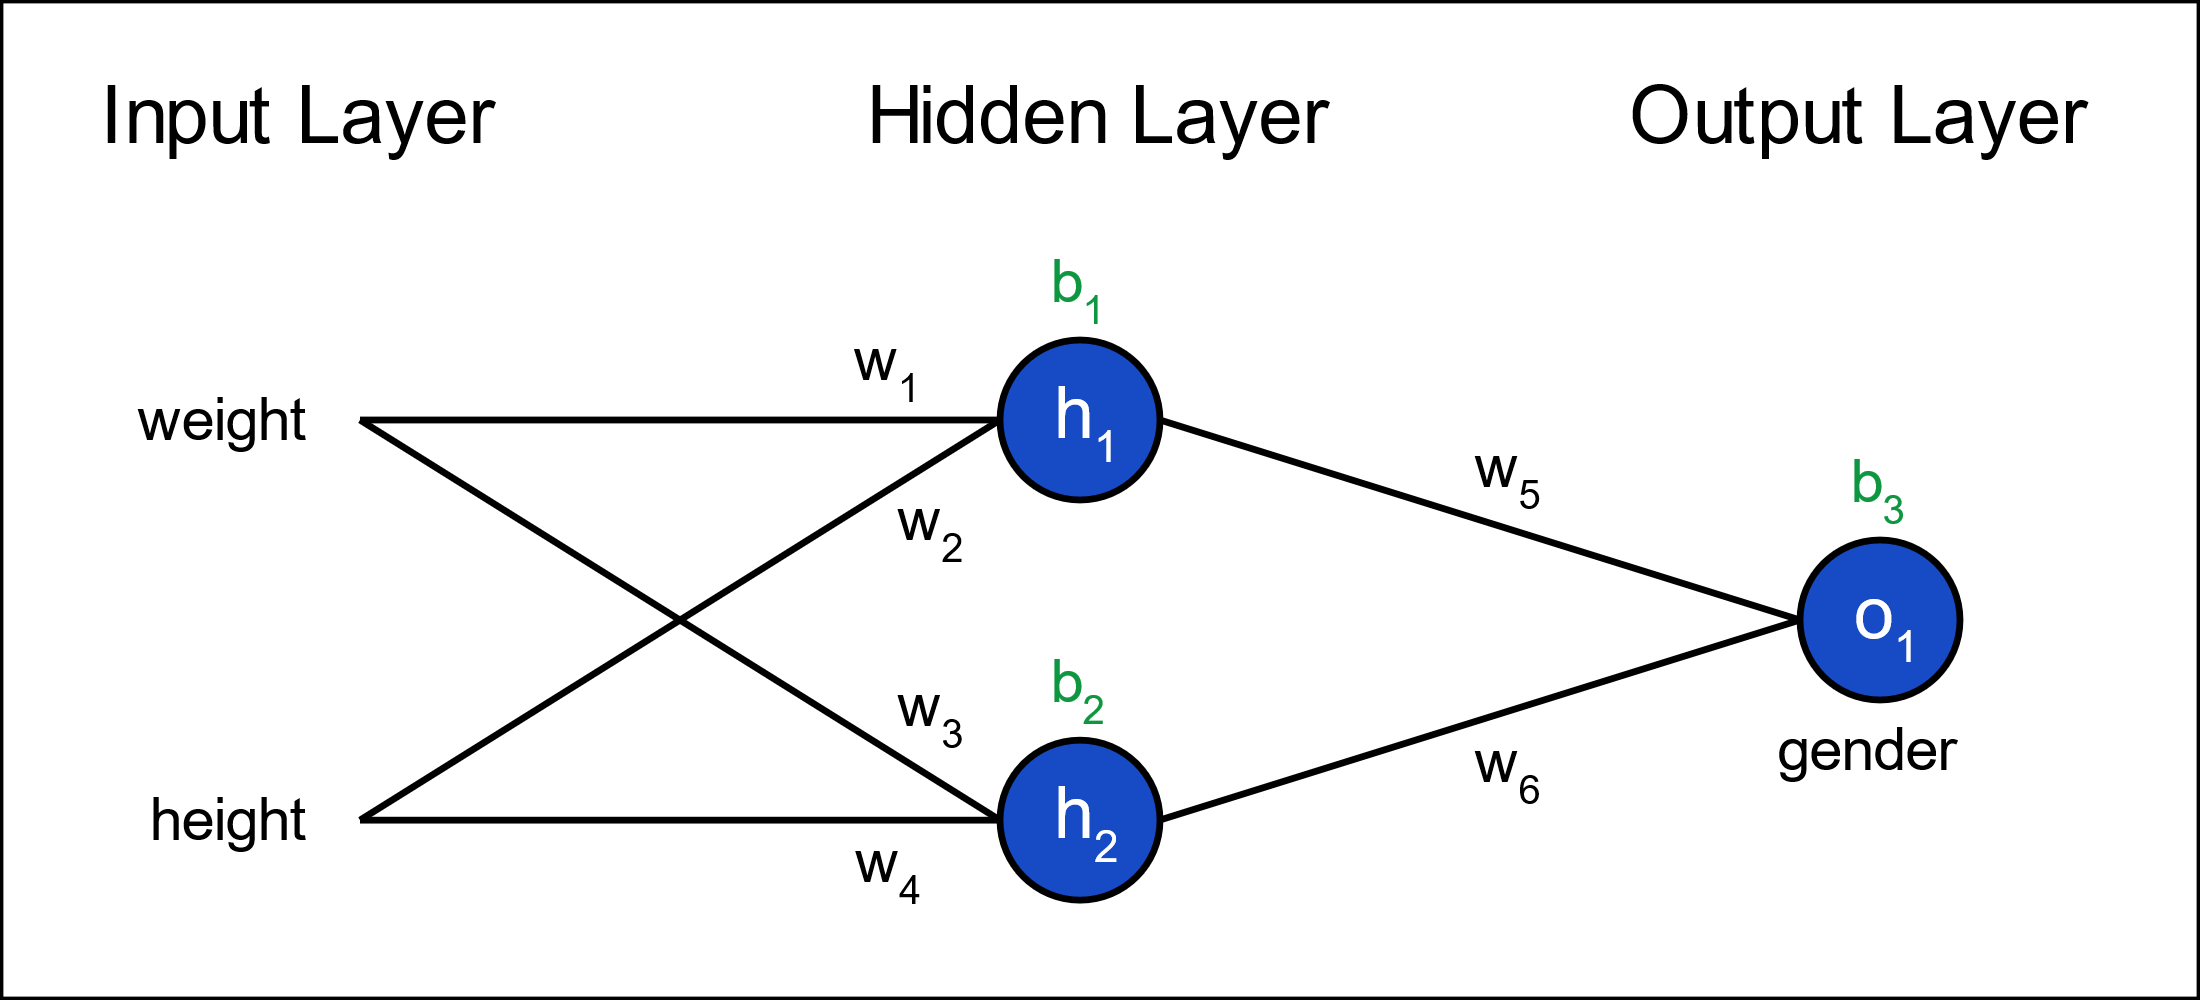 Input Layer
Hidden Layer
Output Layer
b₁
w₁
weight
h₁
w₂
w₅
b₃
o₁
gender
w₃
b₂
w₆
height
h₂
w₄